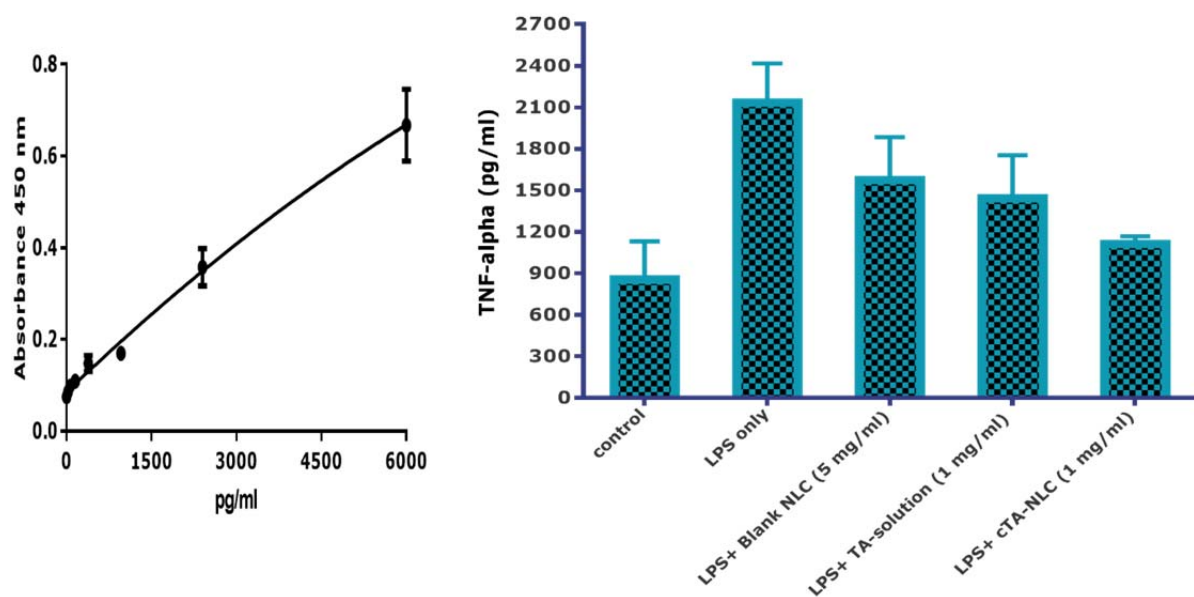 Absorbance 450 nm
0.8
0.6
0.4
0.2
0.0
0 1500 3000 4500 6000
pg/ml
TNF-alpha (pg/ml)
2700
2400
2100
1800
1500
1200
900
600
300
0
control
LPS only
LPS+ Blank NLC (5 mg/ml)
LPS+ TA-solution (1 mg/ml)
LPS+ cTA-NLC (1 mg/ml)